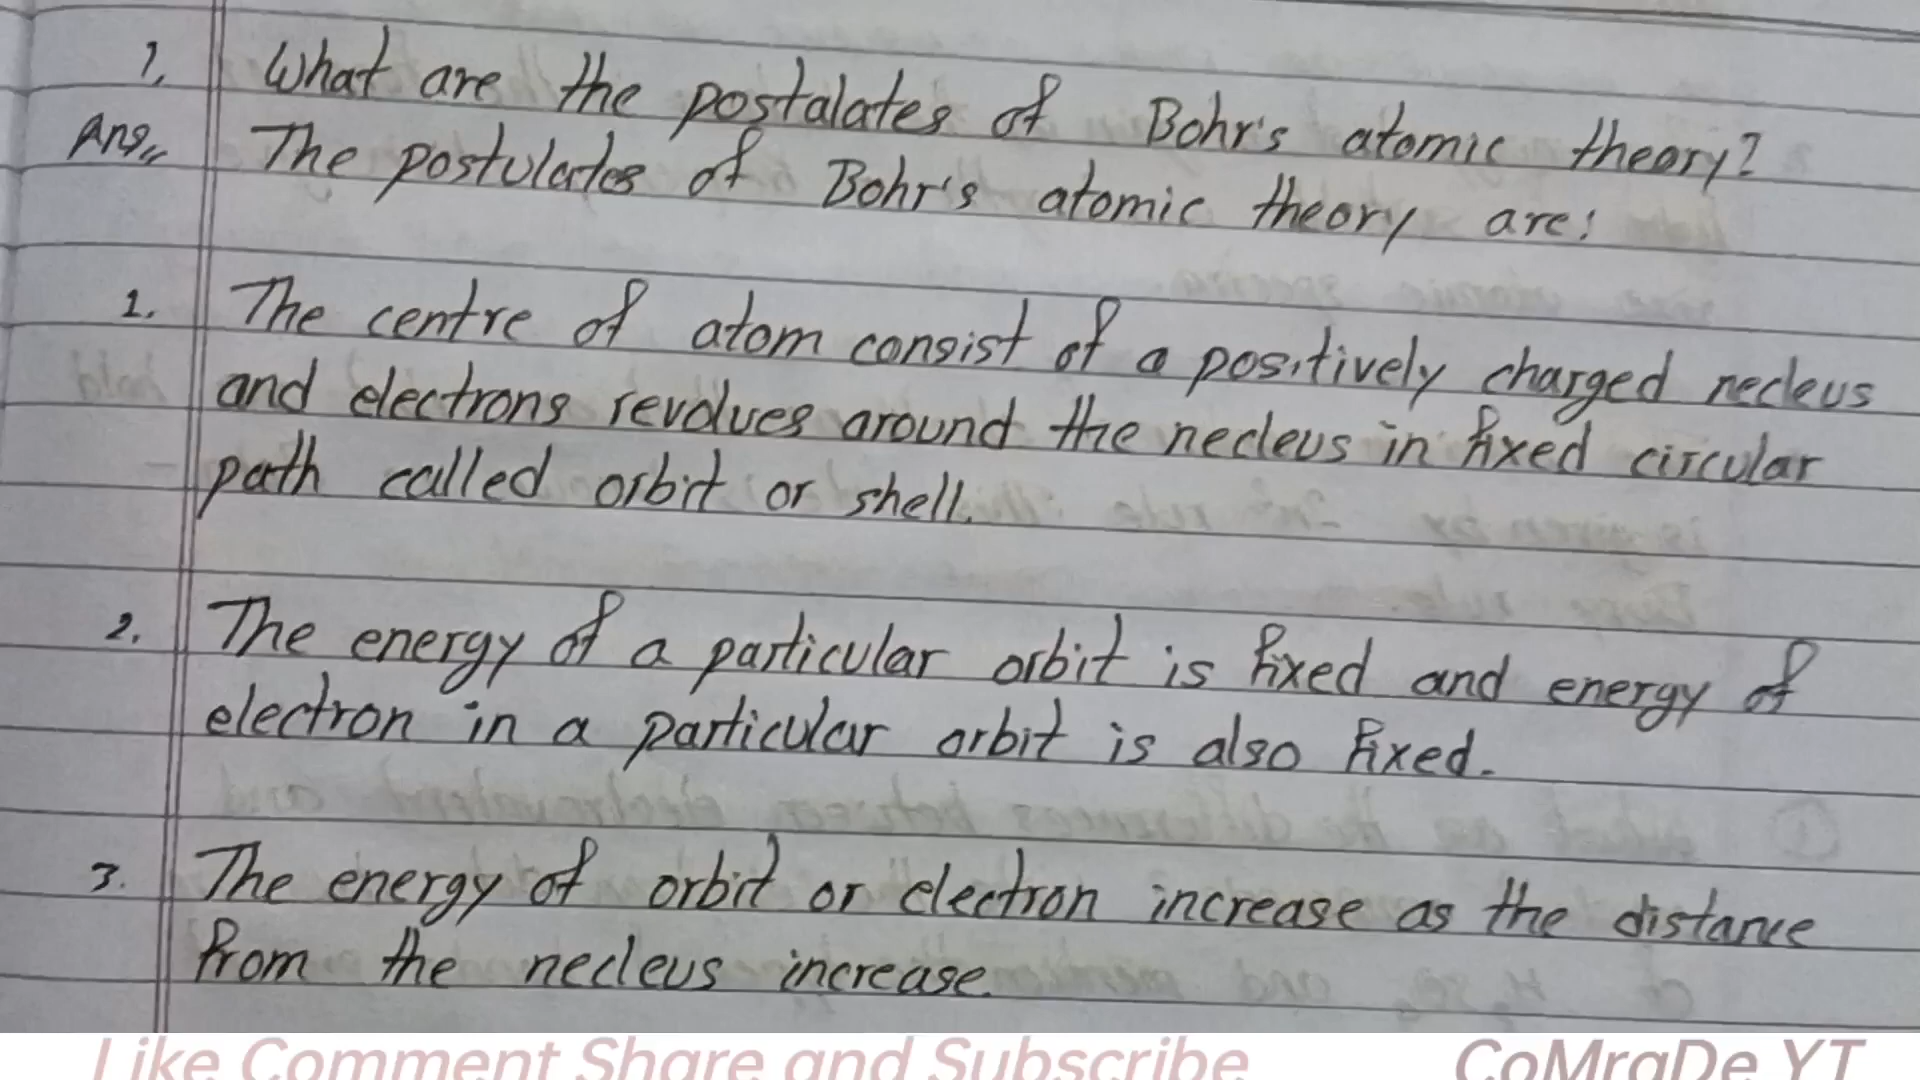 1. What are the postalates of Bohr's atomic theory?
Ans,, The postulates of Bohr's atomic theory are:
1. The centre of atom consist of a positively charged necleus
and electrons revolves around the necleus in fixed circular
path called orbit or shell.
2. The energy of a particular orbit is fixed and energy of
electron in a particular orbit is also fixed.
3. The energy of orbit or electron increase as the distance
from the necleus increase.
Like Comment Share and Subscribe CoMraDe YT